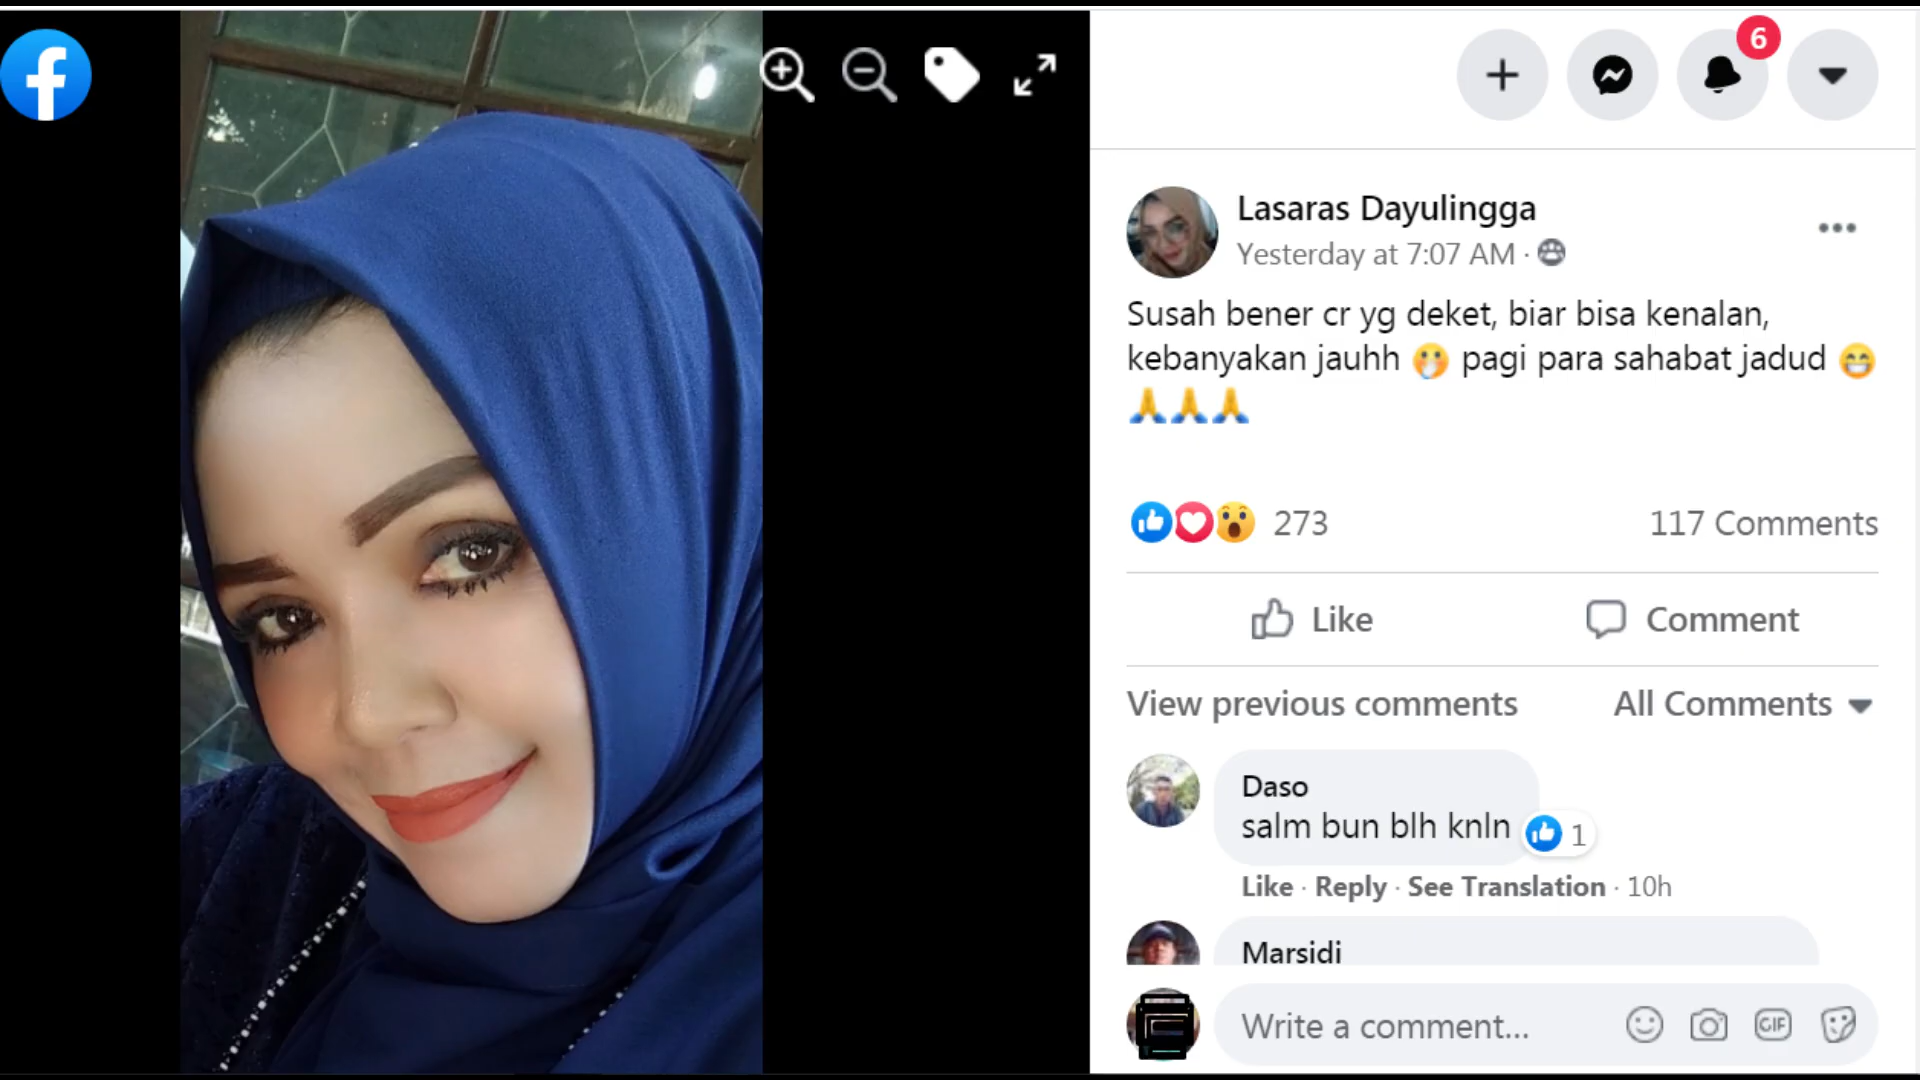 f
6
Lasaras Dayulingga
Yesterday at 7:07 AM ·
Susah bener cr yg deket, biar bisa kenalan,
kebanyakan jauhh 🫢 pagi para sahabat jadud 😁
🙏🙏🙏
273 117 Comments
Like Comment
View previous comments All Comments
Daso
salm bun blh knln
1
Like · Reply · See Translation · 10h
Marsidi
Write a comment...
GIF